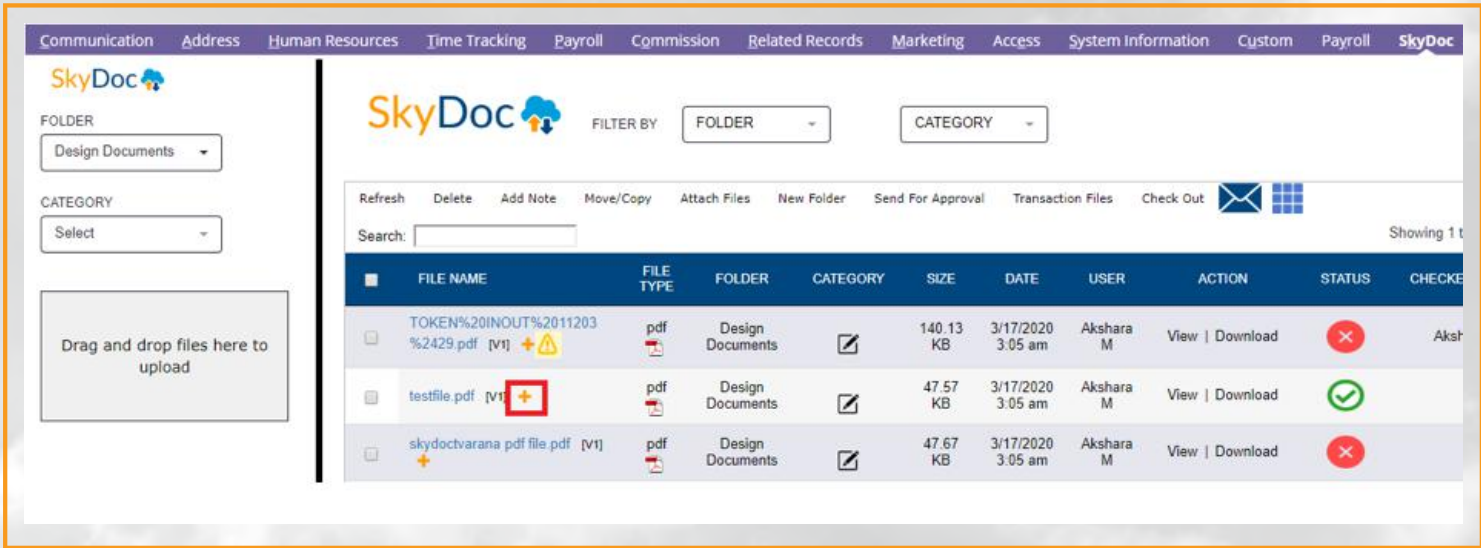 Communication Address Human Resources Time Tracking Payroll Commission Related Records Marketing Access System Information Custom Payroll SkyDoc
SkyDoc
FOLDER
Design Documents
CATEGORY
Select
Drag and drop files here to
upload
SkyDoc FILTER BY FOLDER CATEGORY
Refresh Delete Add Note Move/Copy Attach Files New Folder Send For Approval Transaction Files Check Out
Search: Showing 1 t
FILE NAME FILE TYPE FOLDER CATEGORY SIZE DATE USER ACTION STATUS CHECKE
TOKEN%20INOUT%2011203 pdf Design 140.13 3/17/2020 Akshara View | Download Aksh
%2429.pdf [V1] Documents KB 3:05 am M
testfile.pdf [V1] pdf Design 47.57 3/17/2020 Akshara View | Download
Documents KB 3:05 am M
skydoctvarana pdf file.pdf [V1] pdf Design 47.67 3/17/2020 Akshara View | Download
Documents KB 3:05 am M